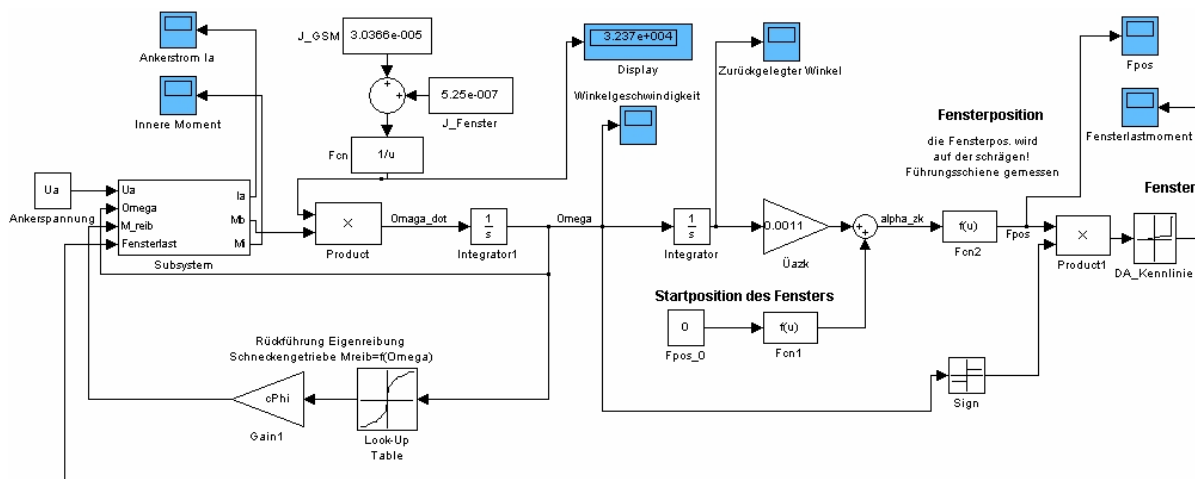 J_GSM
3.0366e-005
Ankerstrom Ia
3.237e+004
Display
Zurückgelegter Winkel
Fpos
Innere Moment
5.25e-007
J_Fenster
Winkelgeschwindigkeit
Fensterlastmoment
Fcn
1/u
Fensterposition
die Fensterpos. wird
auf der schrägen!
Führungsschiene gemessen
Ua
Ankerspannung
Ua
Omega
M_reib
Fensterlast
Ia
Mb
Mi
Subsystem
×
Product
Omaga_dot
1
s
Integrator1
Omega
1
s
Integrator
0.0011
Üazk
alpha_zk
f(u)
Fcn2
Fpos
×
Product1
Fenster
DA_Kennlinie
Startposition des Fensters
0
Fpos_0
f(u)
Fcn1
Sign
Rückführung Eigenreibung
Schneckengetriebe Mreib=f(Omega)
cPhi
Gain1
Look-Up
Table